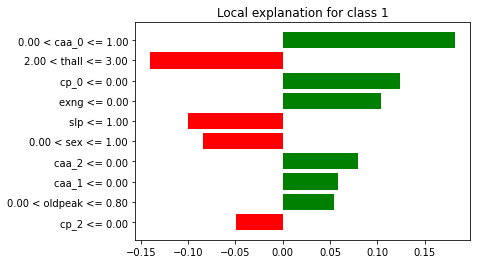 Local explanation for class 1
0.00 < caa_0 <= 1.00
2.00 < thall <= 3.00
cp_0 <= 0.00
exng <= 0.00
slp <= 1.00
0.00 < sex <= 1.00
caa_2 <= 0.00
caa_1 <= 0.00
0.00 < oldpeak <= 0.80
cp_2 <= 0.00
−0.15 −0.10 −0.05 0.00 0.05 0.10 0.15